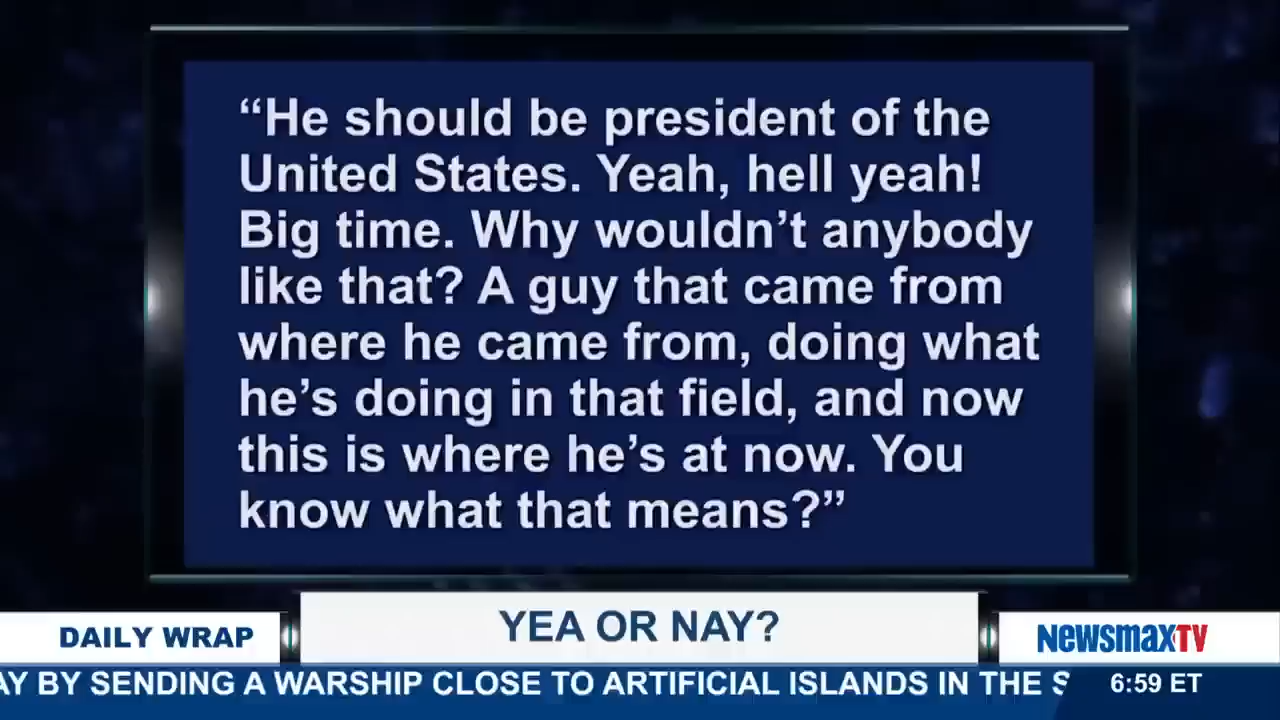 “He should be president of the
United States. Yeah, hell yeah!
Big time. Why wouldn’t anybody
like that? A guy that came from
where he came from, doing what
he’s doing in that field, and now
this is where he’s at now. You
know what that means?”
YEA OR NAY?
DAILY WRAP
NEWSMAXTV
AY BY SENDING A WARSHIP CLOSE TO ARTIFICIAL ISLANDS IN THE S
6:59 ET